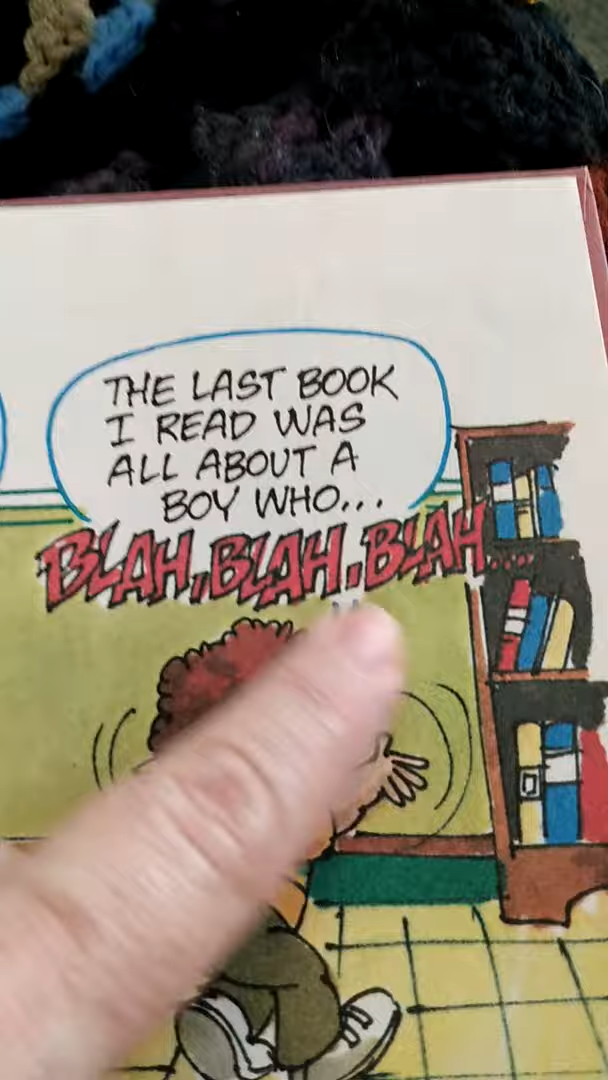 THE LAST BOOK
I READ WAS
ALL ABOUT A
BOY WHO...
BLAH, BLAH. BLAH....